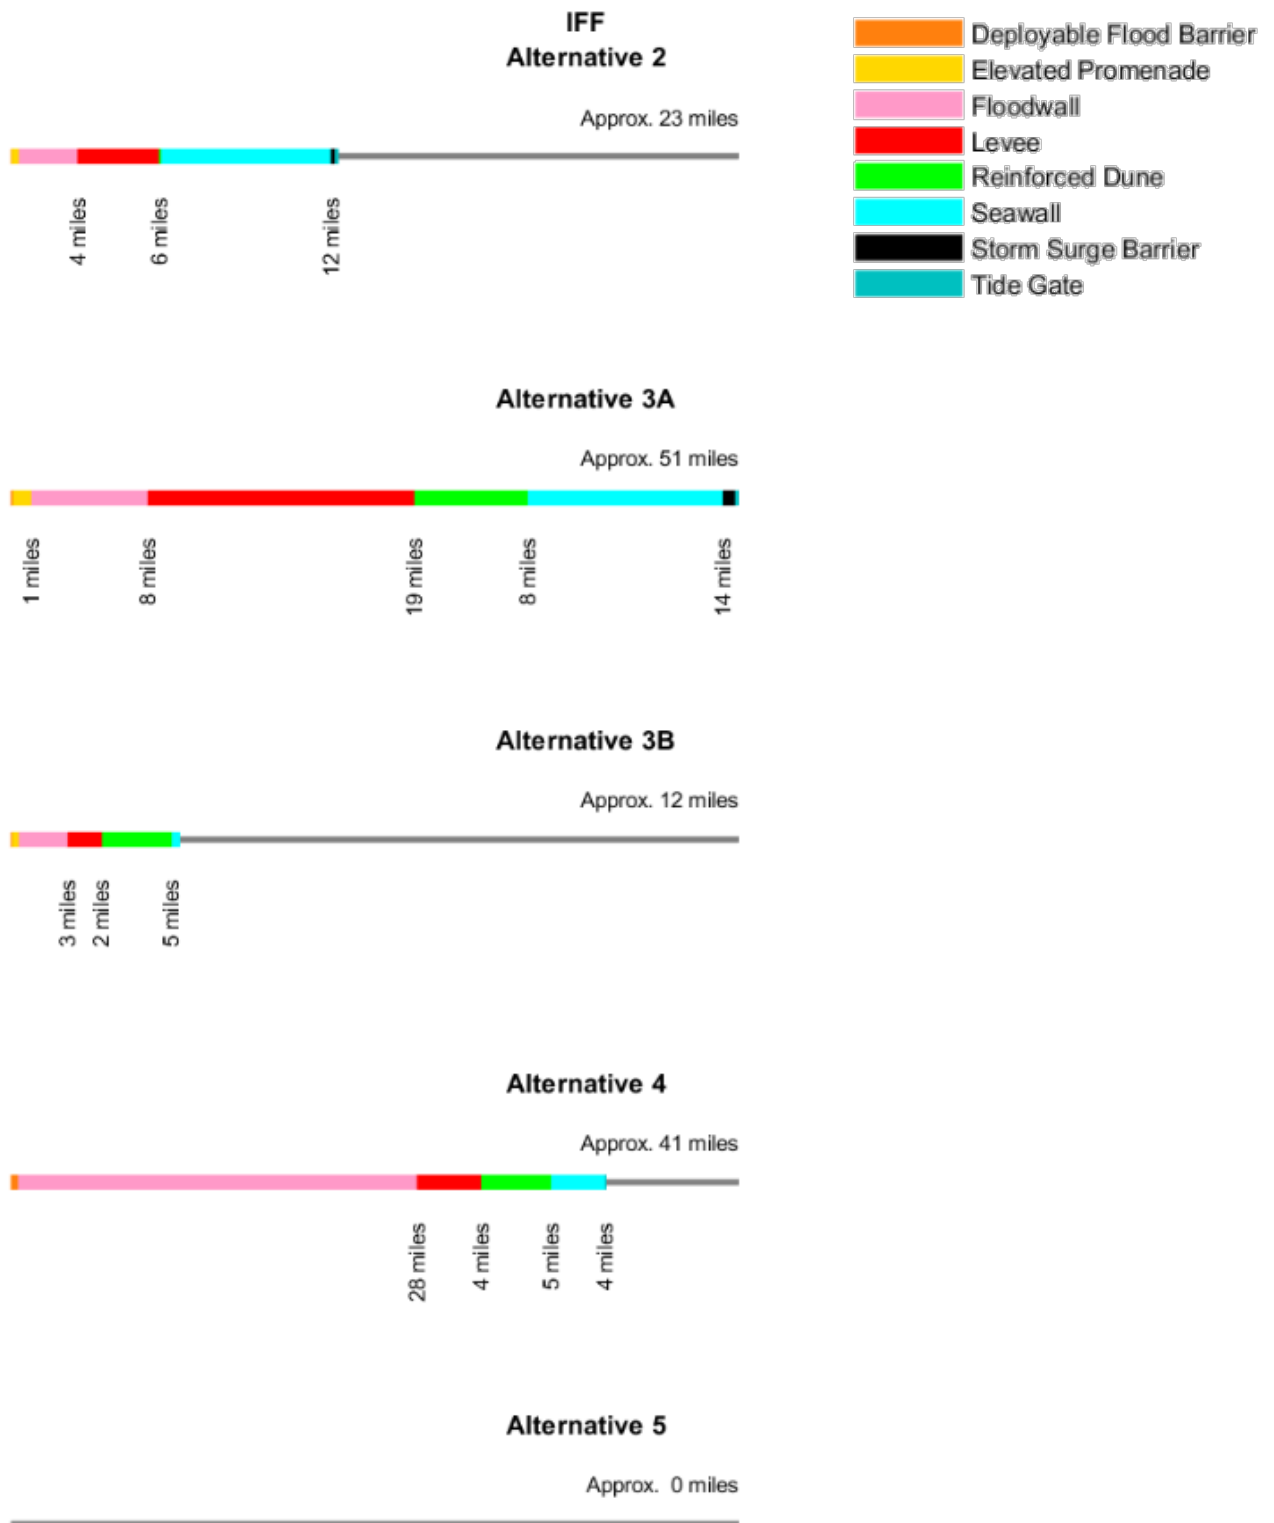 IFF
Alternative 2
Approx. 23 miles
4 miles
6 miles
12 miles
Deployable Flood Barrier
Elevated Promenade
Floodwall
Levee
Reinforced Dune
Seawall
Storm Surge Barrier
Tide Gate
Alternative 3A
Approx. 51 miles
1 miles
8 miles
19 miles
8 miles
14 miles
Alternative 3B
Approx. 12 miles
3 miles
2 miles
5 miles
Alternative 4
Approx. 41 miles
28 miles
4 miles
5 miles
4 miles
Alternative 5
Approx. 0 miles